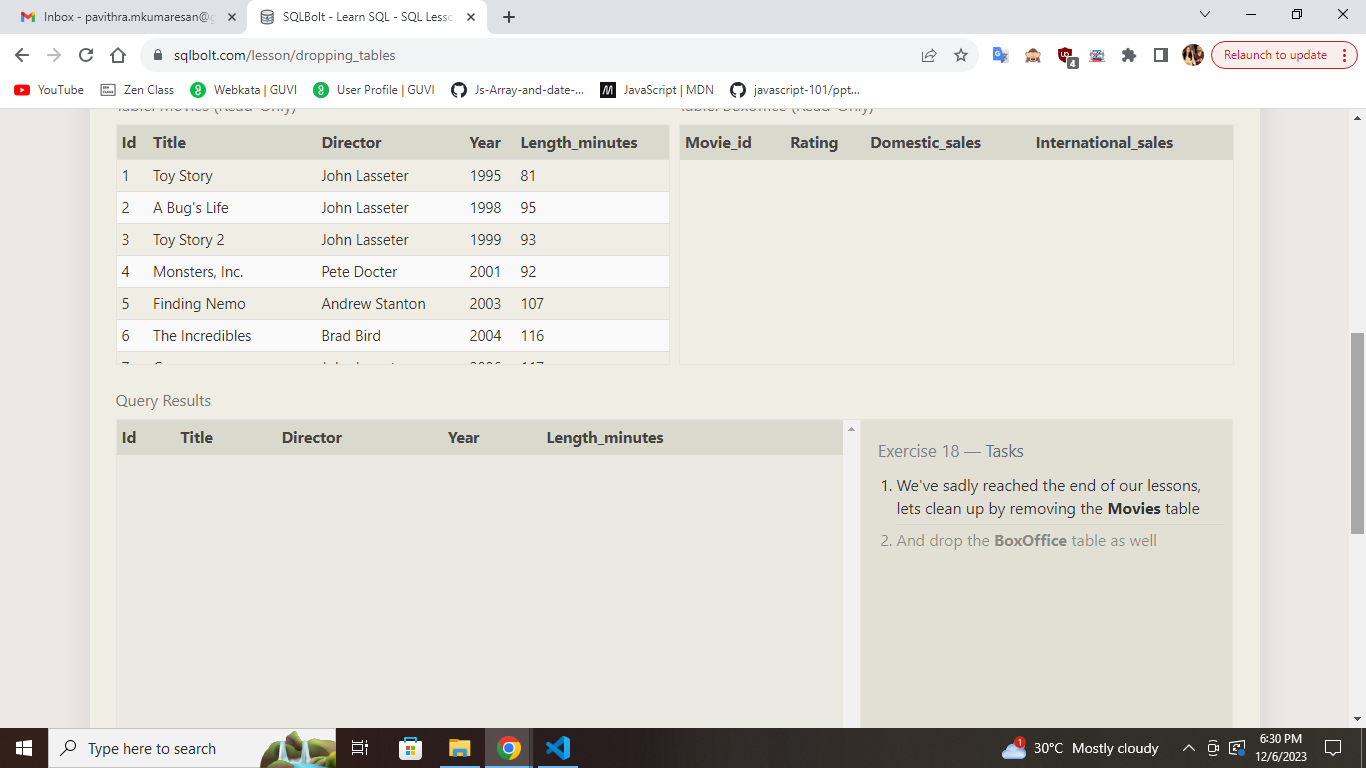 Inbox - pavithra.mkumaresan@g
SQLBolt - Learn SQL - SQL Lesso
sqlbolt.com/lesson/dropping_tables
4
Relaunch to update
YouTube
Zen Class
Webkata | GUVI
User Profile | GUVI
Js-Array-and-date-...
JavaScript | MDN
javascript-101/ppt...
Table: Movies (Read-Only)
Table: Boxoffice (Read-Only)
Id Title Director Year Length_minutes
1 Toy Story John Lasseter 1995 81
2 A Bug's Life John Lasseter 1998 95
3 Toy Story 2 John Lasseter 1999 93
4 Monsters, Inc. Pete Docter 2001 92
5 Finding Nemo Andrew Stanton 2003 107
6 The Incredibles Brad Bird 2004 116
Movie_id Rating Domestic_sales International_sales
Query Results
Id Title Director Year Length_minutes
Exercise 18 — Tasks
1. We've sadly reached the end of our lessons,
lets clean up by removing the Movies table
2. And drop the BoxOffice table as well
Type here to search
1
30°C Mostly cloudy
6:30 PM
12/6/2023